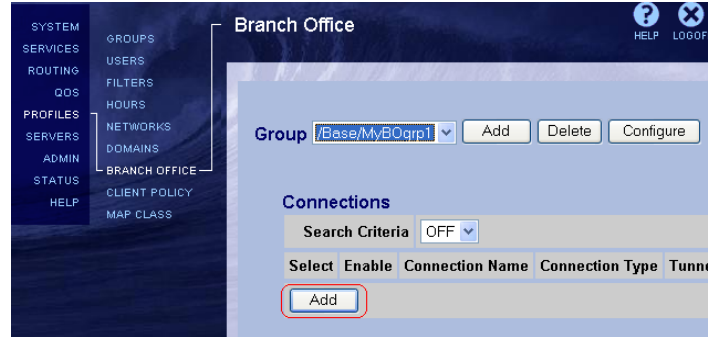 SYSTEM
SERVICES
ROUTING
QOS
PROFILES
SERVERS
ADMIN
STATUS
HELP
GROUPS
USERS
FILTERS
HOURS
NETWORKS
DOMAINS
BRANCH OFFICE
CLIENT POLICY
MAP CLASS
Branch Office
HELP LOGOF
Group /Base/MyBOgrp1 Add Delete Configure
Connections
Search Criteria OFF
Select Enable Connection Name Connection Type Tunne
Add